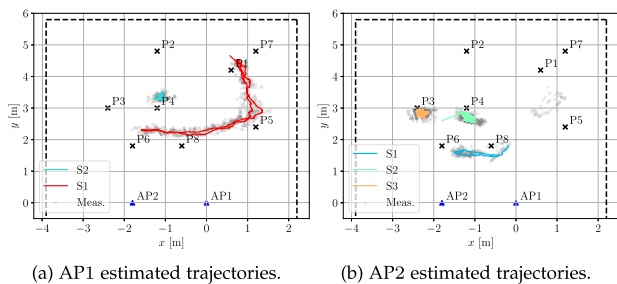 6
5
4
3
2
1
0
y [m]
P2
P7
P1
P3
P4
P5
P6
P8
AP2
AP1
S2
S1
Meas.
−4 −3 −2 −1 0 1 2
x [m]
(a) AP1 estimated trajectories.
6
5
4
3
2
1
0
y [m]
P2
P7
P1
P3
P4
P5
P6
P8
AP2
AP1
S1
S2
S3
Meas.
−4 −3 −2 −1 0 1 2
x [m]
(b) AP2 estimated trajectories.